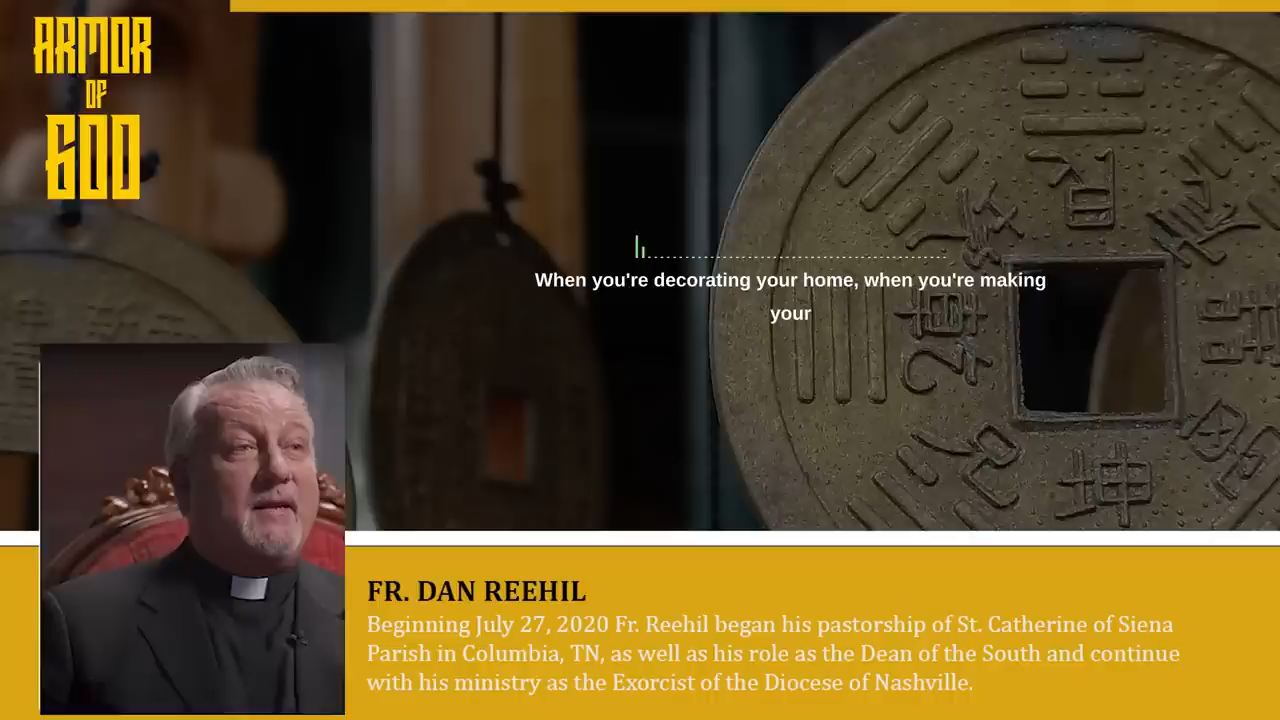 ARMOR
OF
GOD
When you're decorating your home, when you're making
your
乾
兌
坤
FR. DAN REEHIL
Beginning July 27, 2020 Fr. Reehil began his pastorship of St. Catherine of Siena
Parish in Columbia, TN, as well as his role as the Dean of the South and continue
with his ministry as the Exorcist of the Diocese of Nashville.